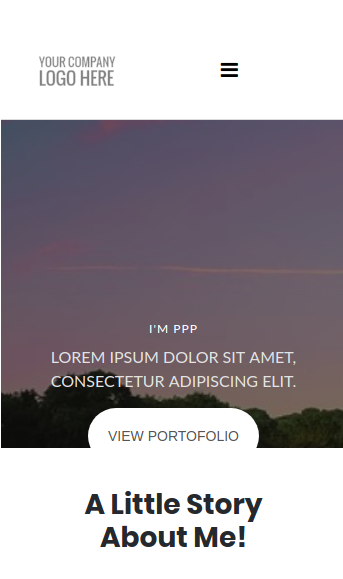 YOUR COMPANY
LOGO HERE
I'M PPP
LOREM IPSUM DOLOR SIT AMET,
CONSECTETUR ADIPISCING ELIT.
VIEW PORTOFOLIO
A Little Story
About Me!